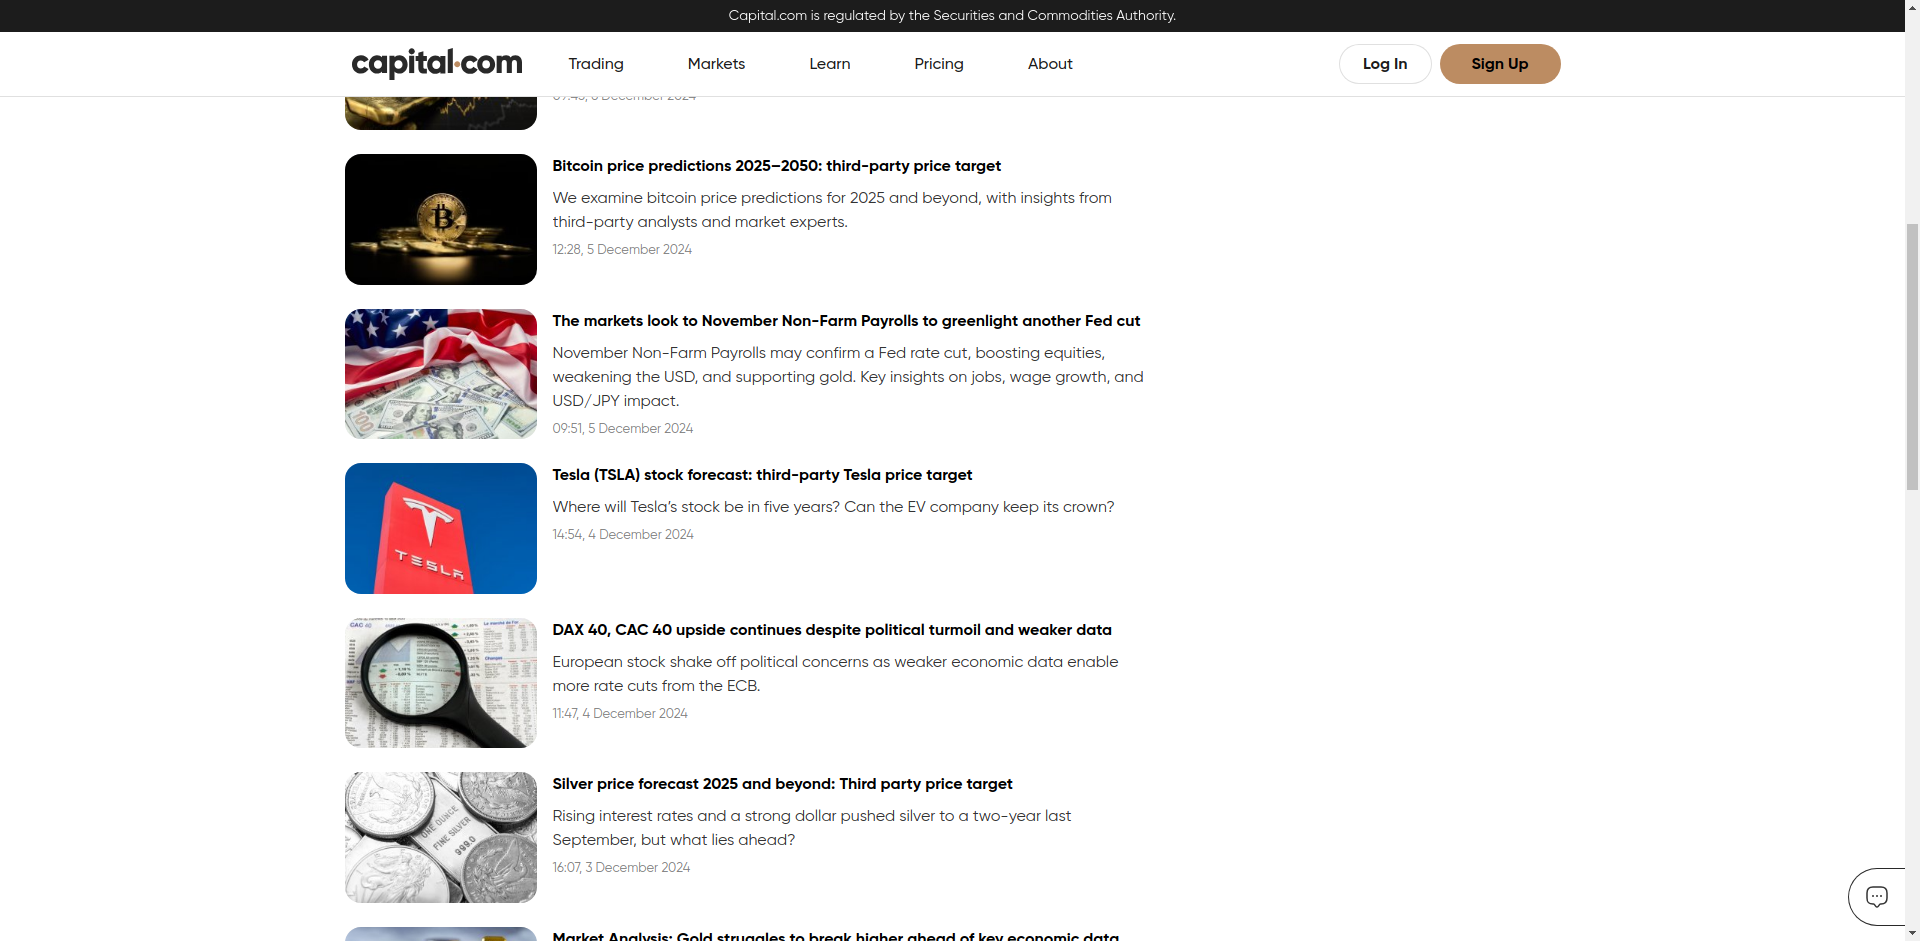 Capital.com is regulated by the Securities and Commodities Authority.
capital.com
Trading
Markets
Learn
Pricing
About
Log In
Sign Up
Bitcoin price predictions 2025–2050: third-party price target
We examine bitcoin price predictions for 2025 and beyond, with insights from
third-party analysts and market experts.
12:28, 5 December 2024
The markets look to November Non-Farm Payrolls to greenlight another Fed cut
November Non-Farm Payrolls may confirm a Fed rate cut, boosting equities,
weakening the USD, and supporting gold. Key insights on jobs, wage growth, and
USD/JPY impact.
09:51, 5 December 2024
TESLA
Tesla (TSLA) stock forecast: third-party Tesla price target
Where will Tesla’s stock be in five years? Can the EV company keep its crown?
14:54, 4 December 2024
CAC 40
DAX 40, CAC 40 upside continues despite political turmoil and weaker data
European stock shake off political concerns as weaker economic data enable
more rate cuts from the ECB.
11:47, 4 December 2024
ONE OUNCE
FINE SILVER
999.0
Silver price forecast 2025 and beyond: Third party price target
Rising interest rates and a strong dollar pushed silver to a two-year last
September, but what lies ahead?
16:07, 3 December 2024
Market Analysis: Gold struggles to break higher ahead of key economic data